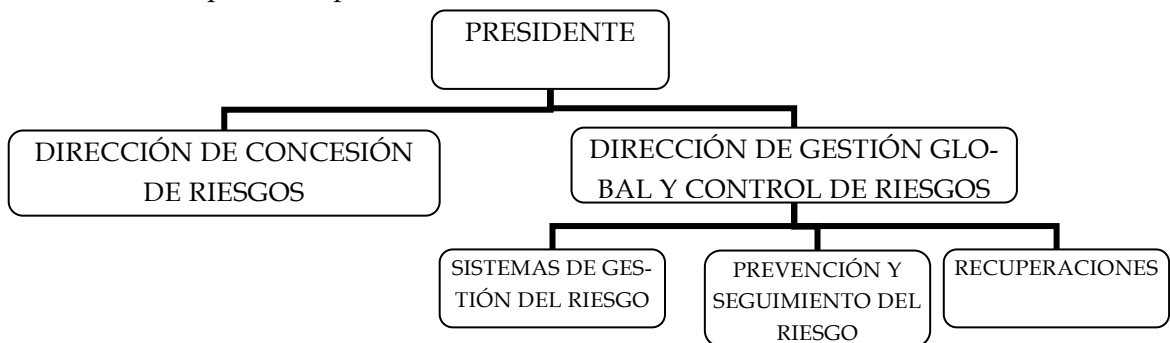 PRESIDENTE
DIRECCIÓN DE CONCESIÓN
DE RIESGOS
DIRECCIÓN DE GESTIÓN GLO-
BAL Y CONTROL DE RIESGOS
SISTEMAS DE GES-
TIÓN DEL RIESGO
PREVENCIÓN Y
SEGUIMIENTO DEL
RIESGO
RECUPERACIONES